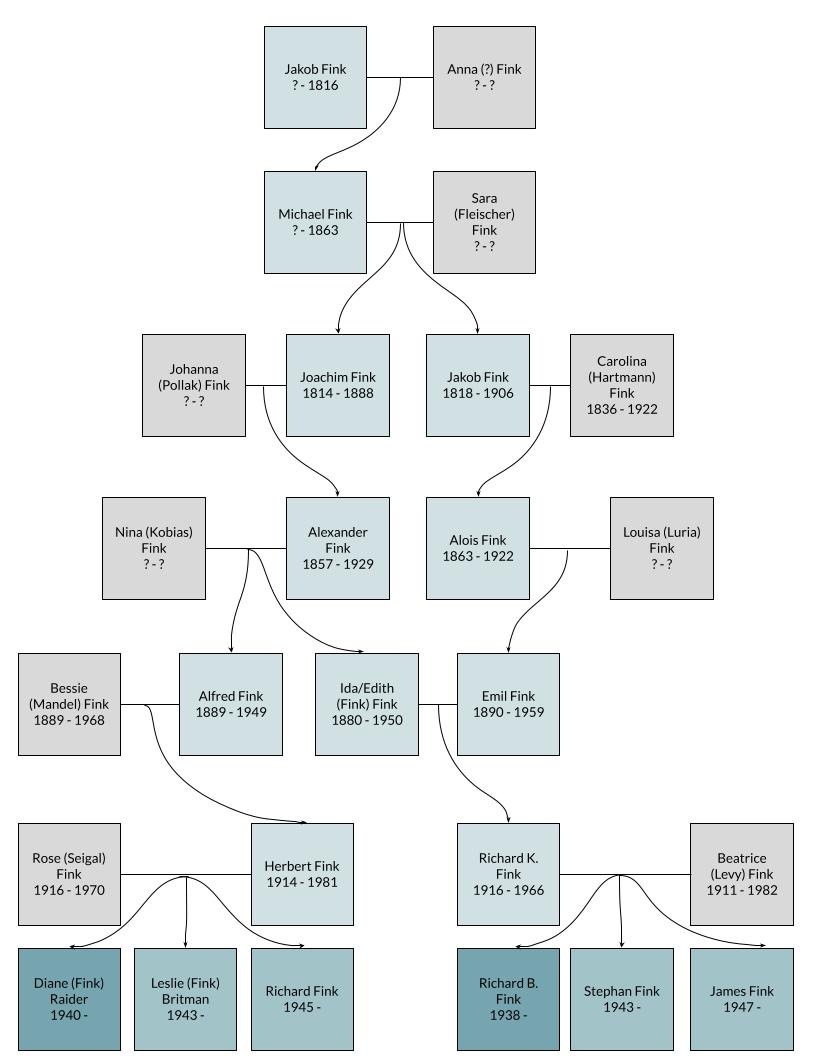 Jakob Fink
? - 1816
Anna (?) Fink
? - ?
Michael Fink
? - 1863
Sara
(Fleischer)
Fink
? - ?
Johanna
(Pollak) Fink
? - ?
Joachim Fink
1814 - 1888
Jakob Fink
1818 - 1906
Carolina
(Hartmann)
Fink
1836 - 1922
Nina (Kobias)
Fink
? - ?
Alexander
Fink
1857 - 1929
Alois Fink
1863 - 1922
Louisa (Luria)
Fink
? - ?
Bessie
(Mandel) Fink
1889 - 1968
Alfred Fink
1889 - 1949
Ida/Edith
(Fink) Fink
1880 - 1950
Emil Fink
1890 - 1959
Rose (Seigal)
Fink
1916 - 1970
Herbert Fink
1914 - 1981
Richard K.
Fink
1916 - 1966
Beatrice
(Levy) Fink
1911 - 1982
Diane (Fink)
Raider
1940 -
Leslie (Fink)
Britman
1943 -
Richard Fink
1945 -
Richard B.
Fink
1938 -
Stephan Fink
1943 -
James Fink
1947 -